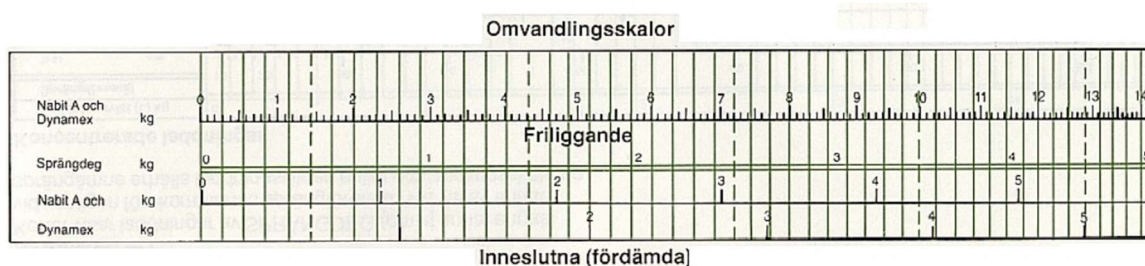 Omvandlingsskalor
0 1 2 3 4 5 6 7 8 9 10 11 12 13 14
Nabit A och
Dynamex kg
Friliggande
Sprängdeg kg 0 1 2 3 4
0 1 2 3 4 5
Nabit A och
Dynamex kg 2 3 4 5
Inneslutna (fördämda)